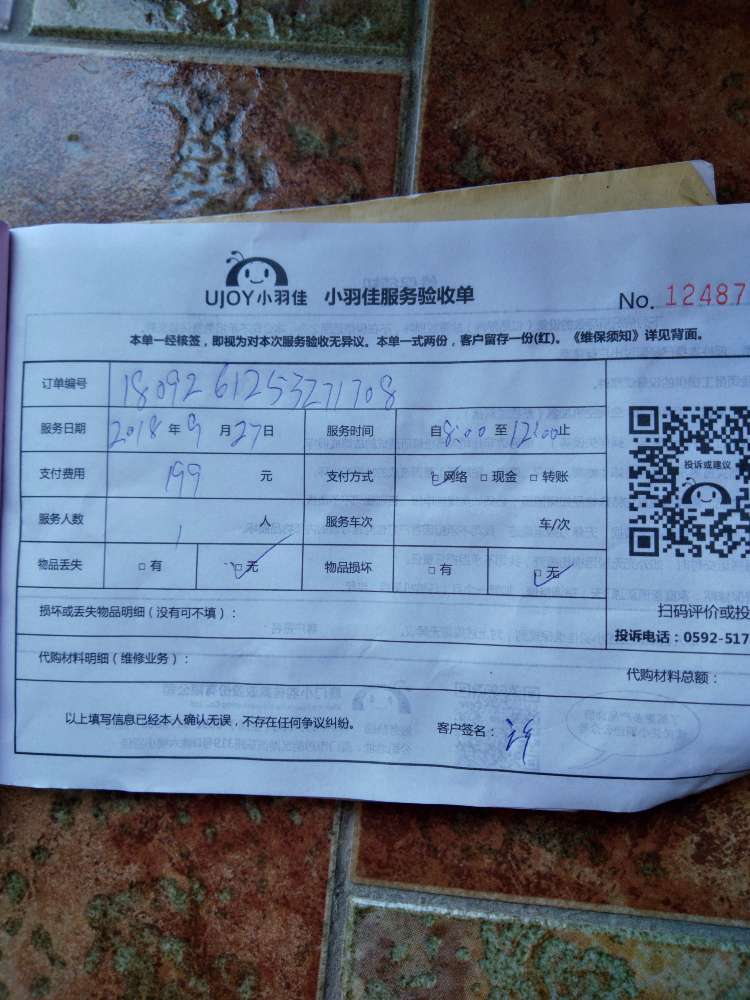 UJOY小羽佳 小羽佳服务验收单
No. 12487
本单一经核签，即视为对本次服务验收无异议。本单一式两份，客户留存一份(红)。《维保须知》详见背面。
订单编号 1809261253271708
服务日期 2018年9月27日 服务时间 自8:00至12:00止
支付费用 199元 支付方式 □网络 □现金 □转账
投诉或建议
服务人数 1人 服务车次 车/次
物品丢失 □有 □无 物品损坏 □有 □无
扫码评价或投
损坏或丢失物品明细（没有可不填）：
投诉电话：0592-517
代购材料明细（维修业务）：
代购材料总额：
以上填写信息已经本人确认无误，不存在任何争议纠纷。 客户签名：